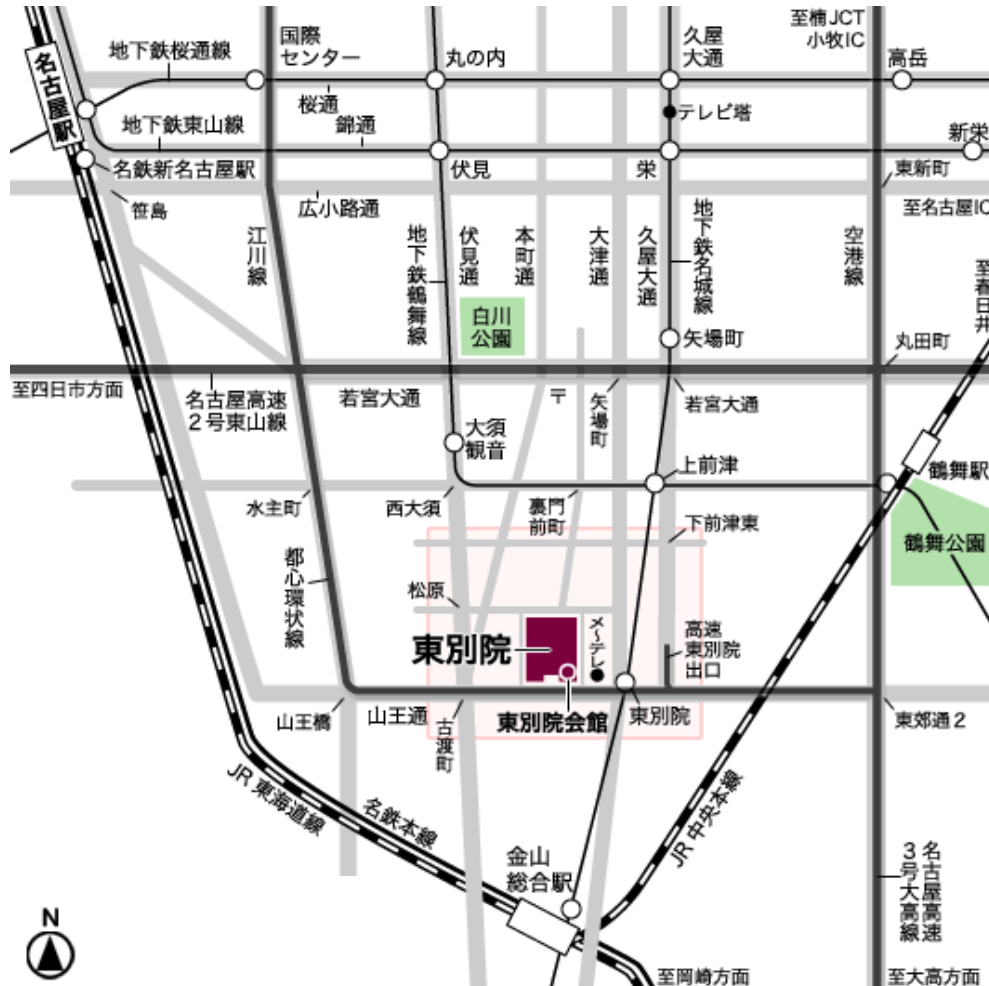 至楠JCT
小牧IC
国際
センター
久屋
大通
地下鉄桜通線
丸の内
高岳
名古屋駅
桜通
テレビ塔
地下鉄東山線
錦通
新栄
名鉄新名古屋駅
伏見
栄
東新町
笹島
広小路通
至名古屋IC
江川線
地下鉄鶴舞線
伏見通
本町通
大津通
久屋大通
地下鉄名城線
空港線
至春日井
白川
公園
矢場町
丸田町
至四日市方面
名古屋高速
2号東山線
若宮大通
〒
矢場町
若宮大通
大須
観音
上前津
鶴舞駅
水主町
西大須
裏門
前町
下前津東
鶴舞公園
都心環状線
松原
東別院
メ〜テレ
高速
東別院
出口
山王橋
山王通
古渡町
東別院会館
東別院
東郊通2
JR東海道線
名鉄本線
JR中央本線
金山
総合駅
名古屋高速
3号大高線
N
至岡崎方面
至大高方面